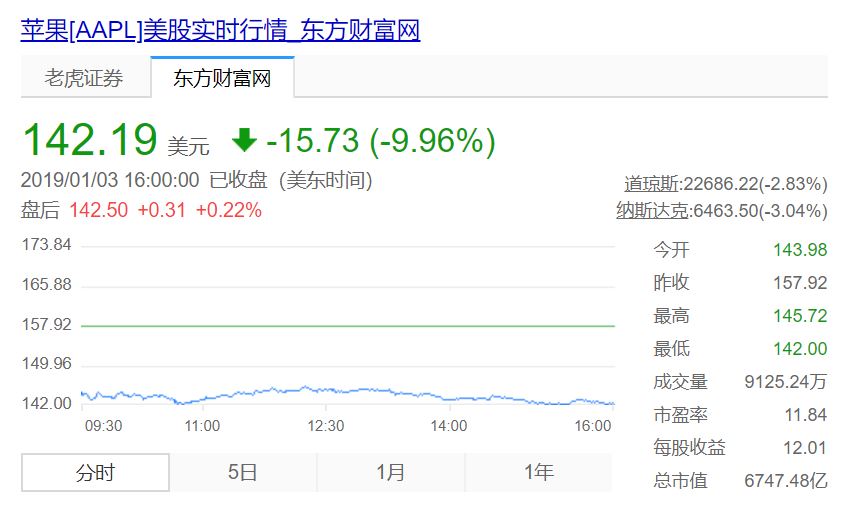 苹果[AAPL]美股实时行情_东方财富网
老虎证券 东方财富网
142.19 美元 -15.73 (-9.96%)
2019/01/03 16:00:00 已收盘 (美东时间)
盘后 142.50 +0.31 +0.22%
道琼斯:22686.22(-2.83%)
纳斯达克:6463.50(-3.04%)
173.84
165.88
157.92
149.96
142.00
09:30 11:00 12:30 14:00 16:00
分时 5日 1月 1年
今开 143.98
昨收 157.92
最高 145.72
最低 142.00
成交量 9125.24万
市盈率 11.84
每股收益 12.01
总市值 6747.48亿